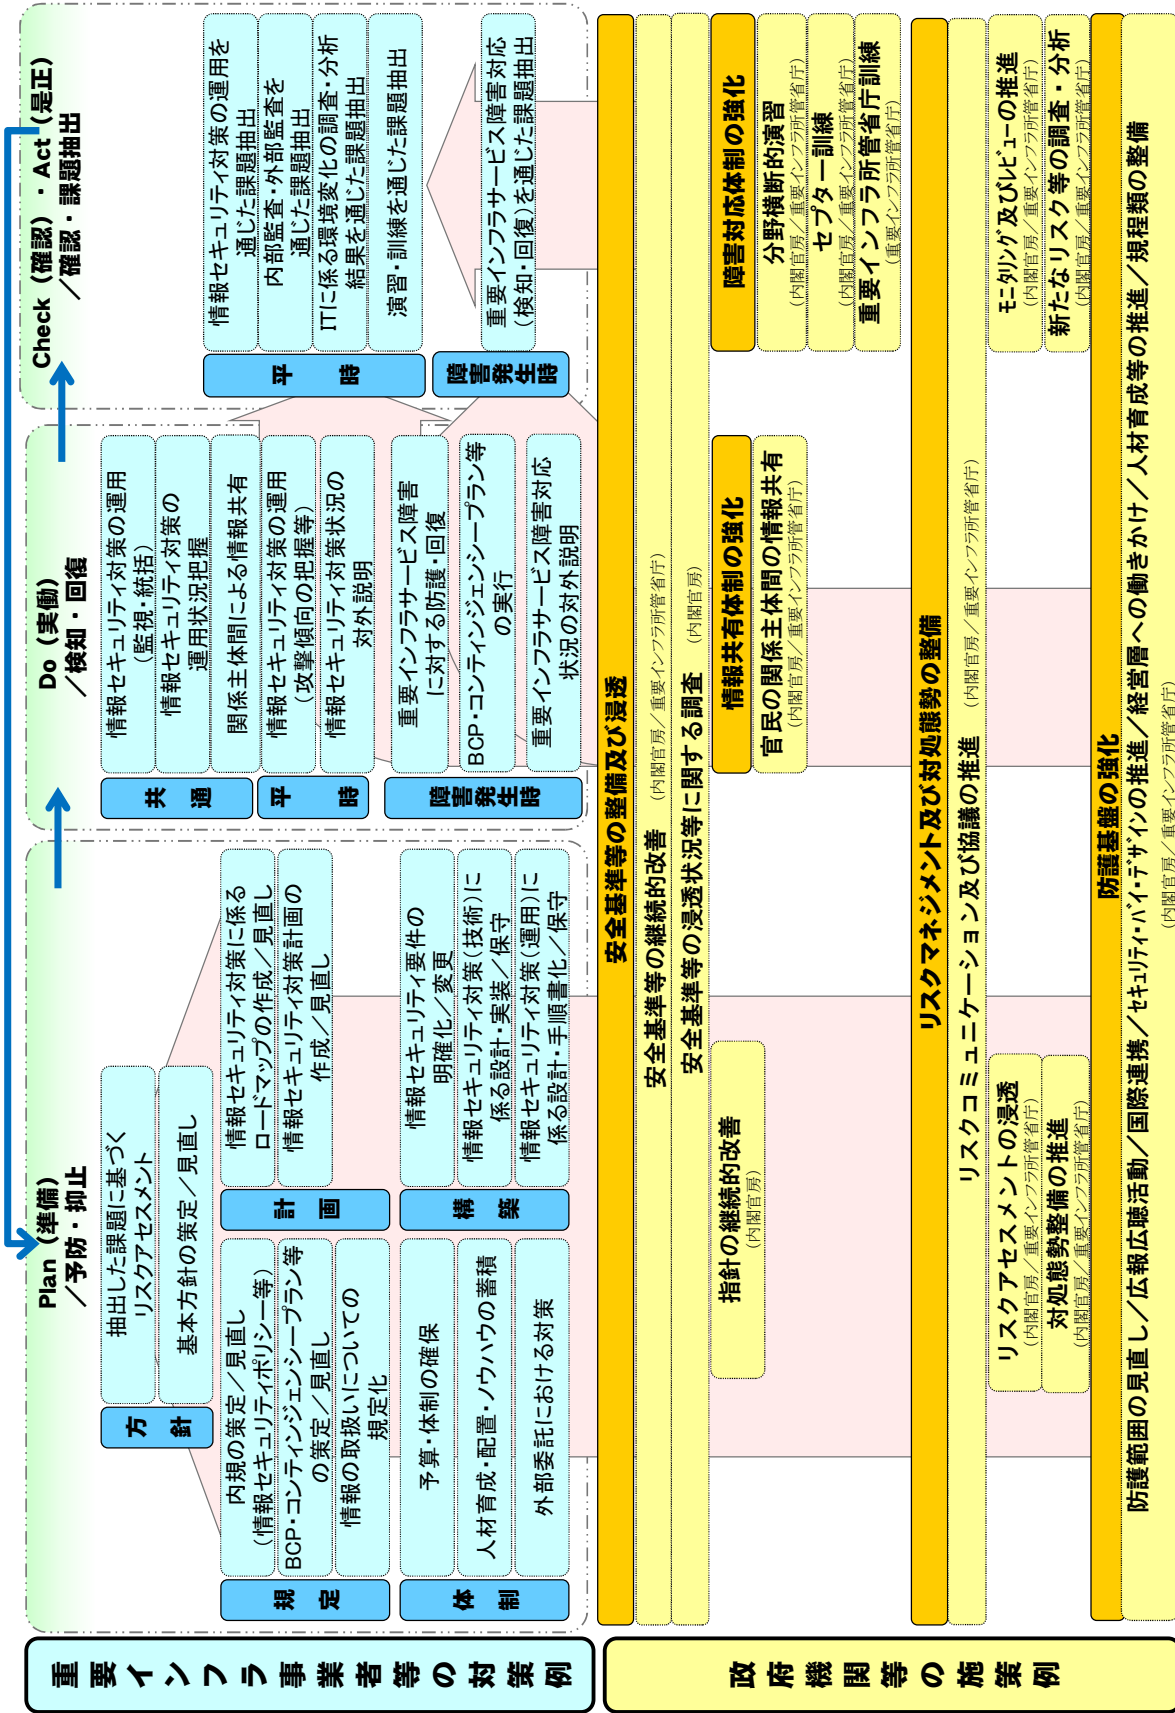 重要インフラ事業者等の対策例
Plan（準備）
／予防・抑止
方針
抽出した課題に基づく
リスクアセスメント
基本方針の策定／見直し
規定
内規の策定／見直し
（情報セキュリティポリシー等）
BCP・コンティンジェンシープラン等
の策定／見直し
情報の取扱いについての
規定化
計画
情報セキュリティ対策に係る
ロードマップの作成／見直し
情報セキュリティ対策計画の
作成／見直し
体制
予算・体制の確保
人材育成・配置・ノウハウの蓄積
外部委託における対策
構築
情報セキュリティ要件の
明確化／変更
情報セキュリティ対策（技術）に
係る設計・実装／保守
情報セキュリティ対策（運用）に
係る設計・手順書化／保守
Do（実働）
／検知・回復
共通
情報セキュリティ対策の運用
（監視・統括）
情報セキュリティ対策の
運用状況把握
関係主体間による情報共有
平時
情報セキュリティ対策の運用
（攻撃傾向の把握等）
情報セキュリティ対策状況の
対外説明
障害発生時
重要インフラサービス障害
に対する防護・回復
BCP・コンティンジェンシープラン等
の実行
重要インフラサービス障害対応
状況の対外説明
Check（確認）・Act（是正）
／確認・課題抽出
平時
情報セキュリティ対策の運用を
通じた課題抽出
内部監査・外部監査を
通じた課題抽出
ITに係る環境変化の調査・分析
結果を通じた課題抽出
演習・訓練を通じた課題抽出
障害発生時
重要インフラサービス障害対応
（検知・回復）を通じた課題抽出
政府機関等の施策例
安全基準等の整備及び浸透
安全基準等の継続的改善 （内閣官房／重要インフラ所管省庁）
安全基準等の浸透状況等に関する調査 （内閣官房）
指針の継続的改善
（内閣官房）
情報共有体制の強化
官民の関係主体間の情報共有
（内閣官房／重要インフラ所管省庁）
障害対応体制の強化
分野横断的演習
（内閣官房／重要インフラ所管省庁）
セプター訓練
（内閣官房／重要インフラ所管省庁）
重要インフラ所管省庁訓練
（重要インフラ所管省庁）
リスクマネジメント及び対処態勢の整備
リスクコミュニケーション及び協議の推進 （内閣官房／重要インフラ所管省庁）
リスクアセスメントの浸透
（内閣官房／重要インフラ所管省庁）
対処態勢整備の推進
（内閣官房／重要インフラ所管省庁）
モニタリング及びレビューの推進
（内閣官房／重要インフラ所管省庁）
新たなリスク等の調査・分析
（内閣官房／重要インフラ所管省庁）
防護基盤の強化
防護範囲の見直し／広報広聴活動／国際連携／セキュリティ・バイ・デザインの推進／経営層への働きかけ／人材育成等の推進／規程類の整備
（内閣官房／重要インフラ所管省庁）